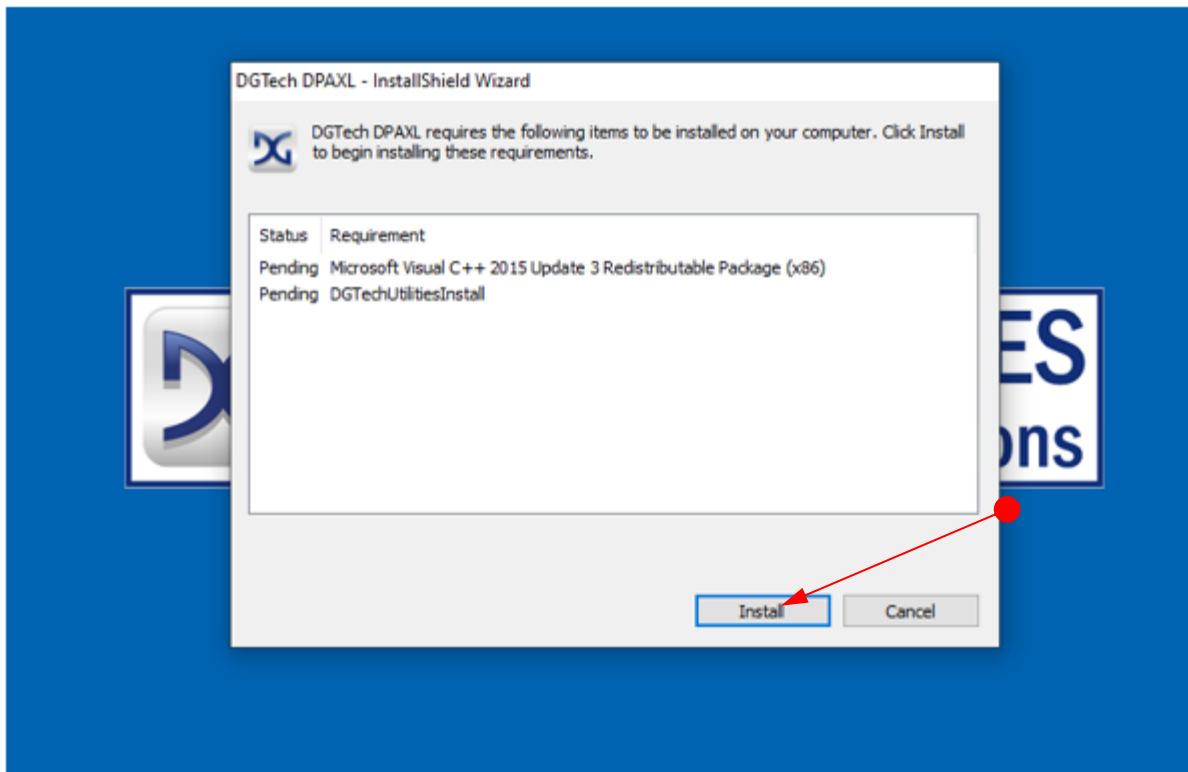 DGTech DPAXL - InstallShield Wizard
DGTech DPAXL requires the following items to be installed on your computer. Click Install
to begin installing these requirements.
Status Requirement
Pending Microsoft Visual C++ 2015 Update 3 Redistributable Package (x86)
Pending DGTechUtilitiesInstall
ES
ons
Install Cancel